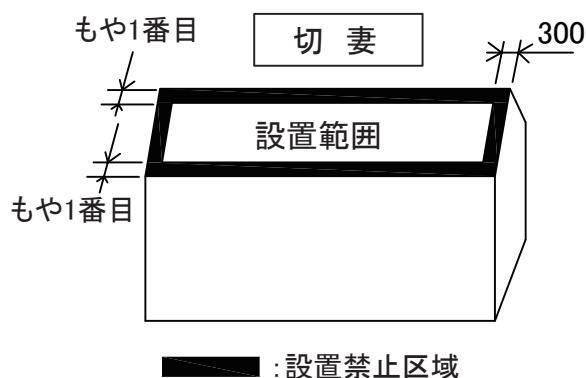 もや1番目
切 妻
300
設置範囲
もや1番目
:設置禁止区域